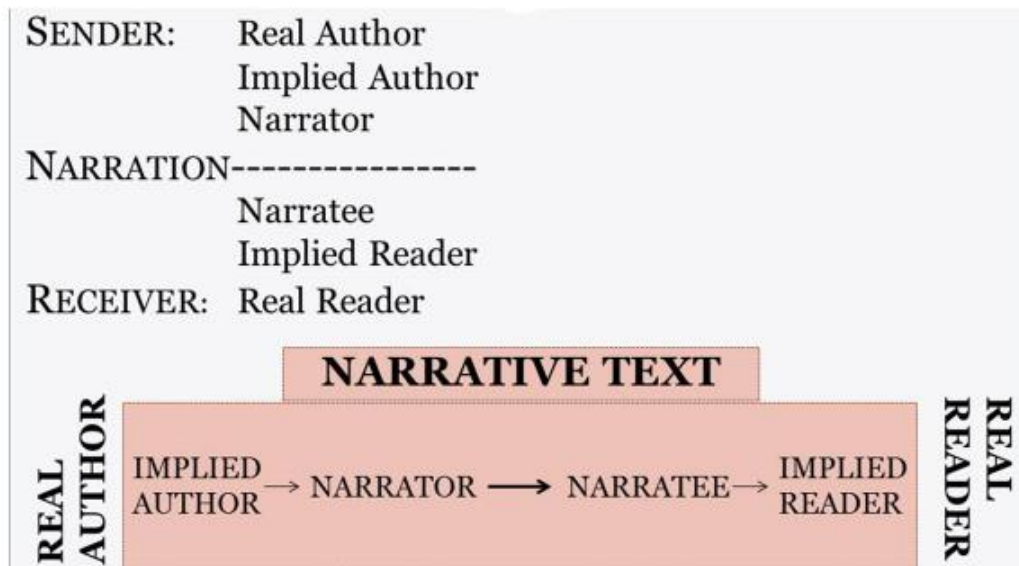 SENDER: Real Author
Implied Author
Narrator
NARRATION----------------
Narratee
Implied Reader
RECEIVER: Real Reader
NARRATIVE TEXT
REAL
AUTHOR
IMPLIED
AUTHOR
NARRATOR
NARRATEE
IMPLIED
READER
REAL
READER